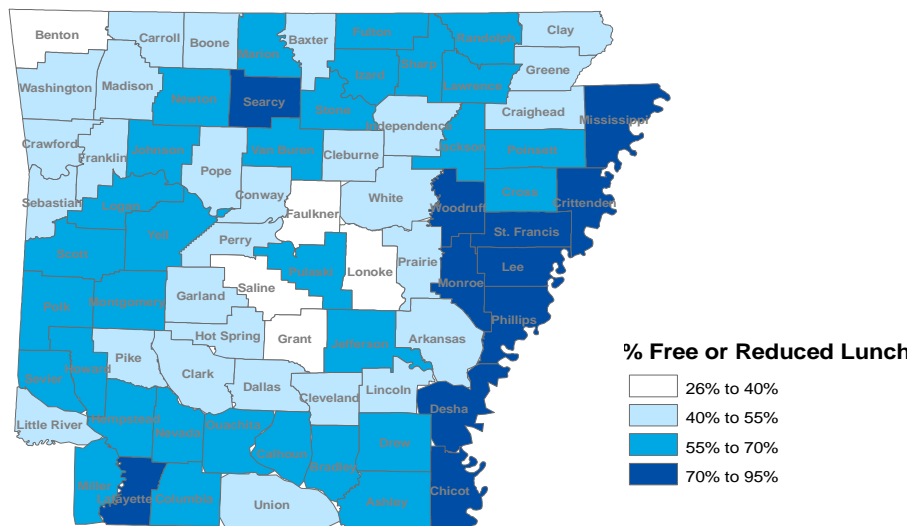 Benton
Carroll
Boone
Marion
Baxter
Fulton
Randolph
Clay
Sharp
Izard
Greene
Washington
Madison
Newton
Searcy
Stone
Lawrence
Independence
Craighead
Mississippi
Crawford
Franklin
Johnson
Pope
Van Buren
Cleburne
Jackson
Poinsett
Sebastian
Logan
Conway
White
Woodruff
Cross
Crittenden
Faulkner
Yell
Perry
St. Francis
Scott
Pulaski
Lonoke
Prairie
Lee
Saline
Monroe
Polk
Montgomery
Garland
Phillips
Hot Spring
Grant
Jefferson
Arkansas
Pike
Howard
Sevier
Clark
Dallas
Cleveland
Lincoln
Desha
Little River
Hempstead
Nevada
Ouachita
Calhoun
Bradley
Drew
Miller
Lafayette
Columbia
Union
Ashley
Chicot
% Free or Reduced Lunch
26% to 40%
40% to 55%
55% to 70%
70% to 95%